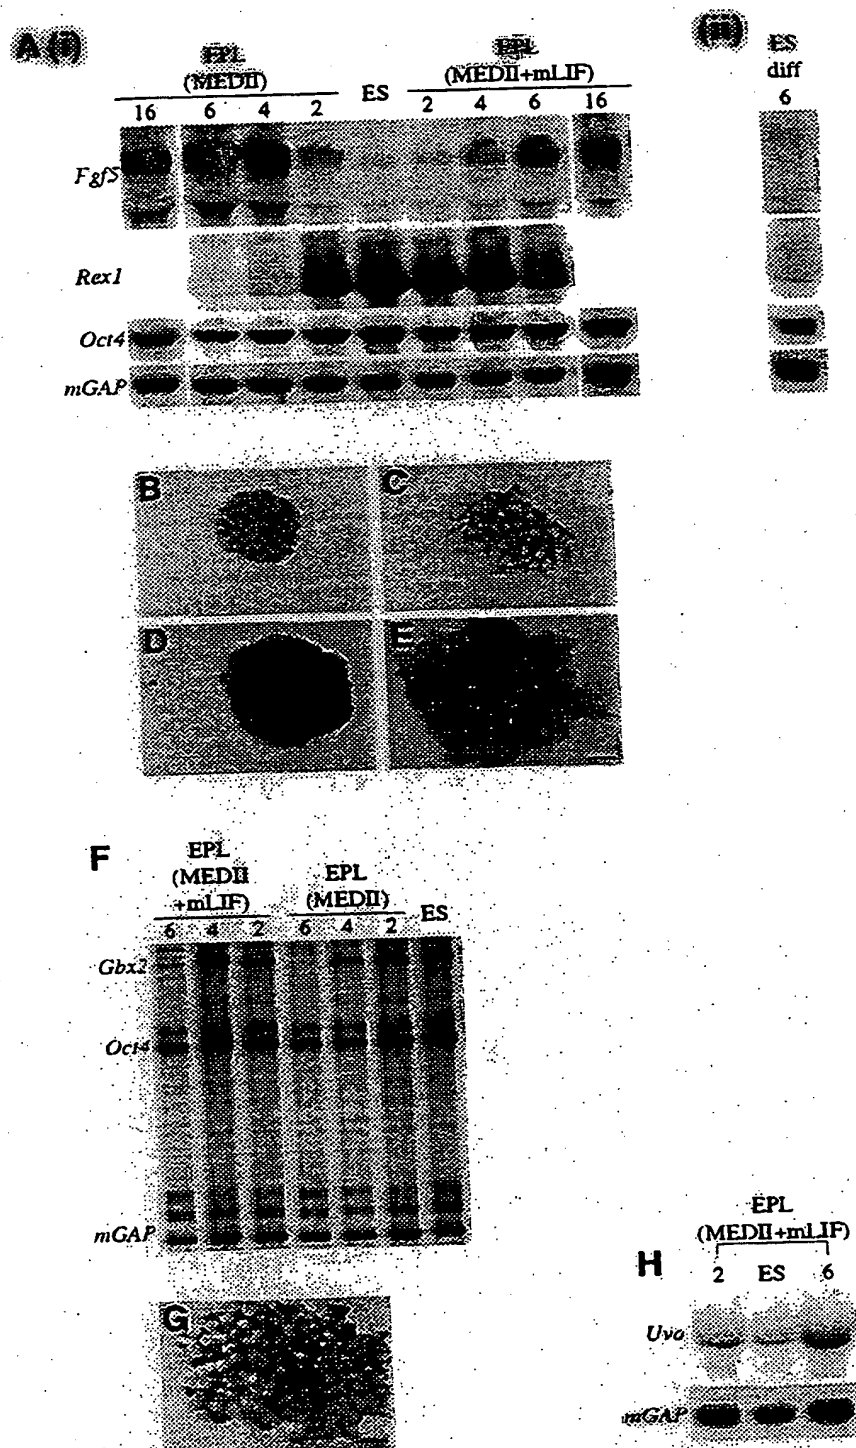 A (i)
EPL
(MEDII)
ES
EPL
(MEDII+mLIF)
16 6 4 2 2 4 6 16
Fgf5
Rex1
Oct4
mGAP
(ii)
ES
diff
6
B
C
D
E
F
EPL
(MEDII
+mLIF)
EPL
(MEDII)
ES
6 4 2 6 4 2
Gbx2
Oct4
mGAP
G
H
EPL
(MEDII+mLIF)
2 ES 6
Uvo
mGAP